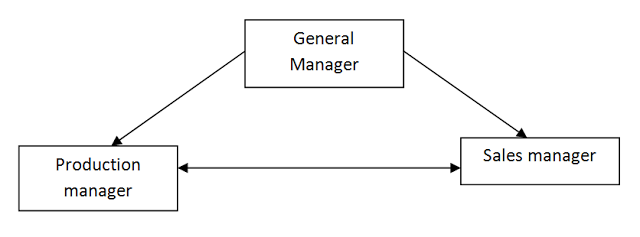 General
Manager
Production
manager
Sales manager